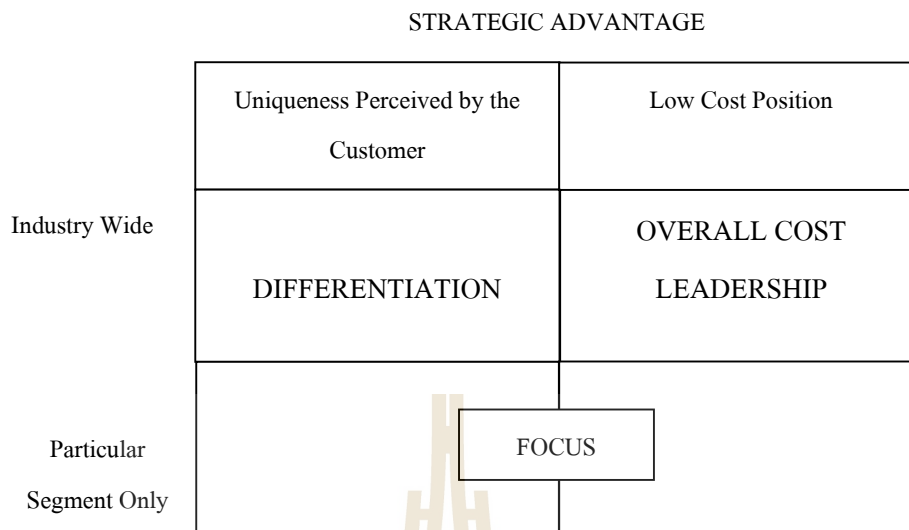 STRATEGIC ADVANTAGE
Uniqueness Perceived by the
Customer
Low Cost Position
Industry Wide
DIFFERENTIATION
OVERALL COST
LEADERSHIP
Particular
Segment Only
FOCUS